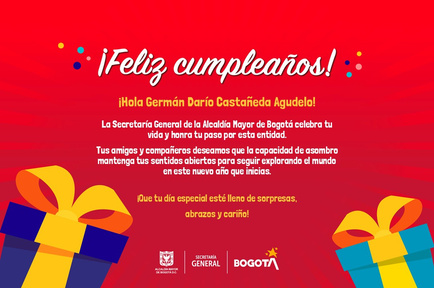 ¡Feliz cumpleaños!
¡Hola Germán Darío Castañeda Agudelo!
La Secretaría General de la Alcaldía Mayor de Bogotá celebra tu
vida y honra tu paso por esta entidad.
Tus amigos y compañeros deseamos que la capacidad de asombro
mantenga tus sentidos abiertos para seguir explorando el mundo
en este nuevo año que inicias.
¡Que tu día especial esté lleno de sorpresas,
abrazos y cariño!
ALCALDÍA MAYOR
DE BOGOTÁ D.C.
SECRETARÍA
GENERAL
BOGOTÁ